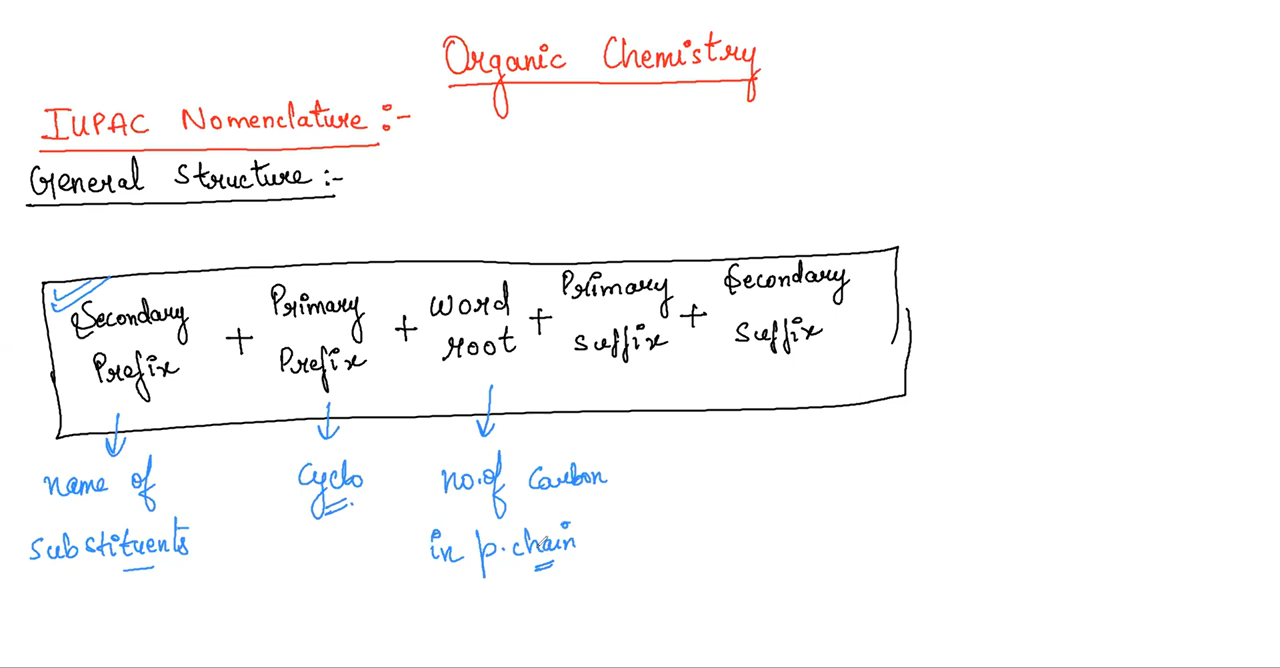 Organic Chemistry
IUPAC Nomenclature :-
General Structure :-
Secondary Prefix + Primary Prefix + word root + Primary suffix + Secondary suffix
name of substituents
cyclo
no. of Carbon in p. chain